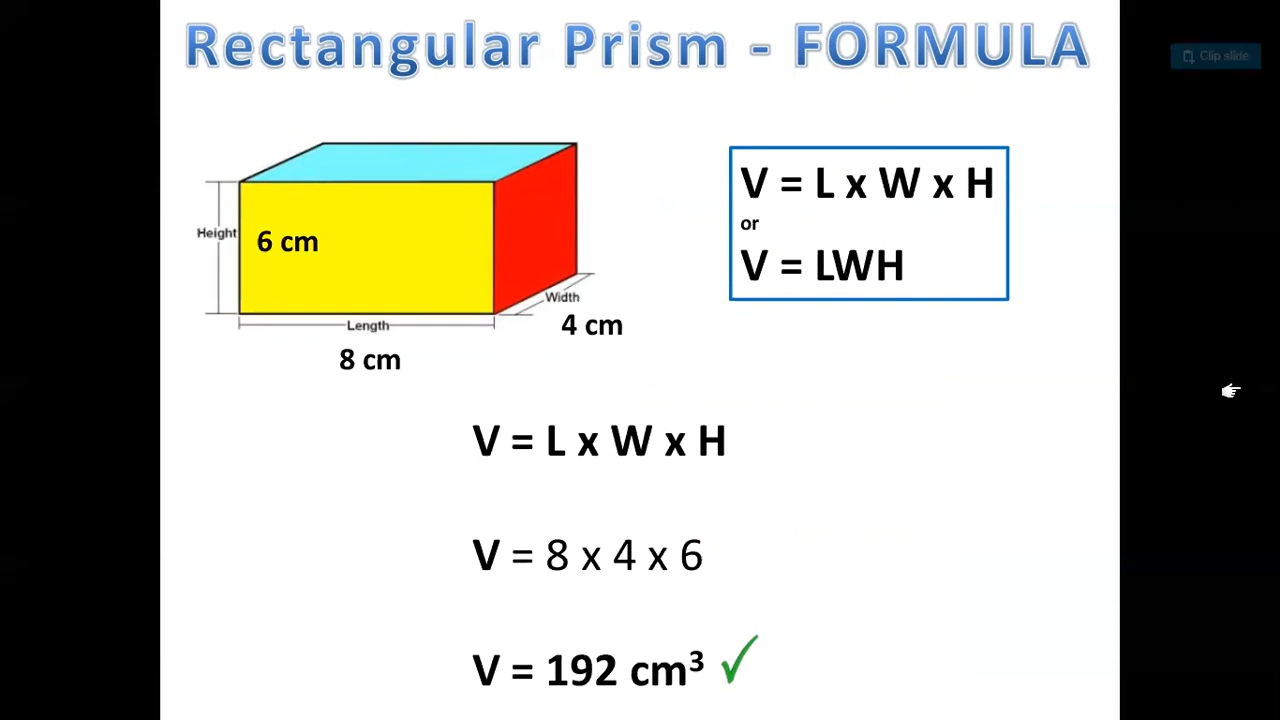 Rectangular Prism - FORMULA
Clip slide
V = L x W x H
or
V = LWH
Height
6 cm
Width
4 cm
Length
8 cm
V = L x W x H
V = 8 x 4 x 6
V = 192 cm³ ✓